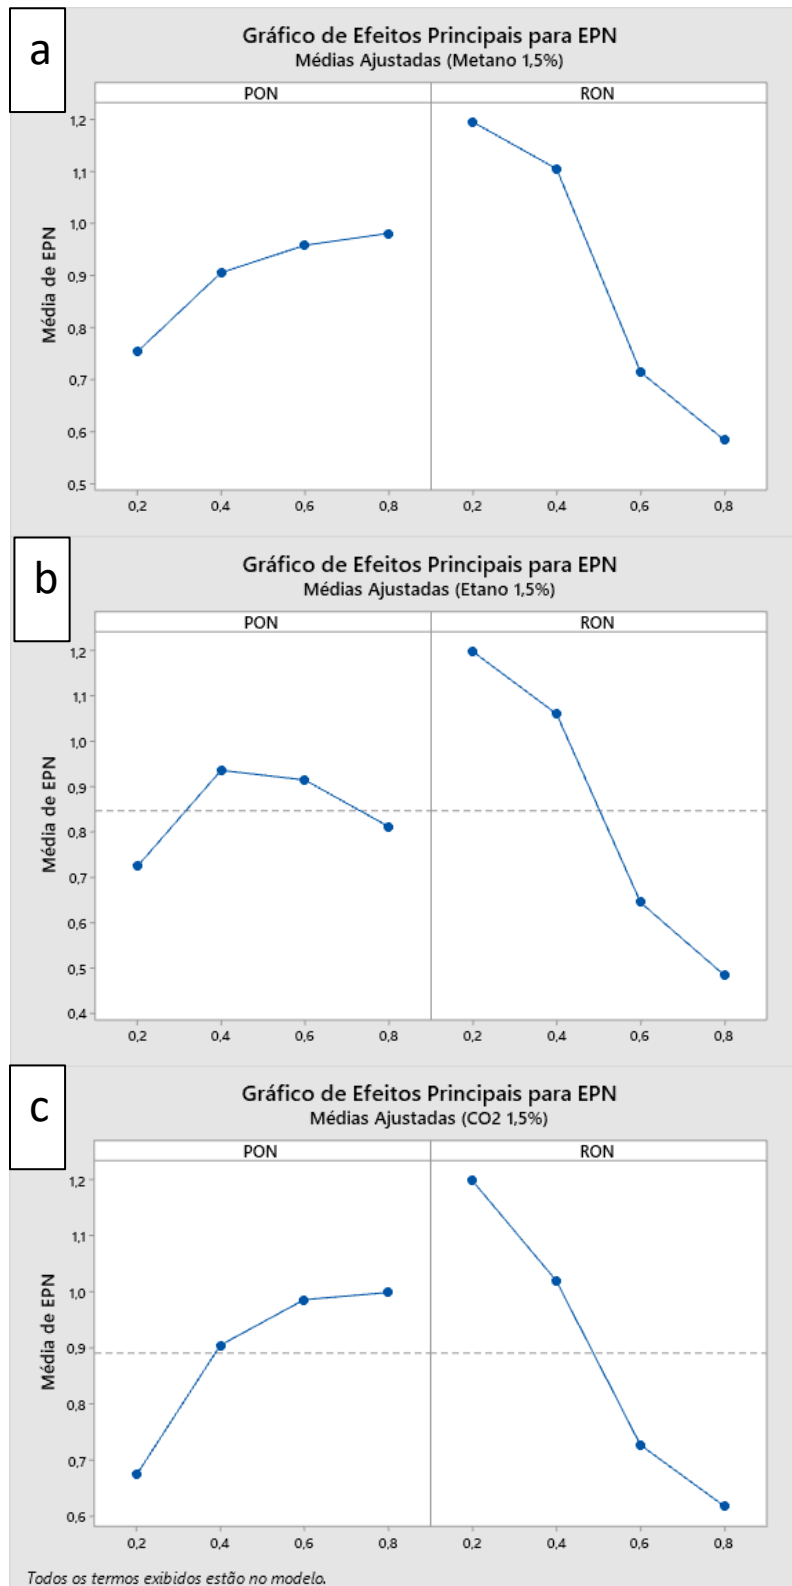 a
Gráfico de Efeitos Principais para EPN
Médias Ajustadas (Metano 1,5%)
PON RON
Média de EPN
1,2
1,1
1,0
0,9
0,8
0,7
0,6
0,5
0,2 0,4 0,6 0,8 0,2 0,4 0,6 0,8
b
Gráfico de Efeitos Principais para EPN
Médias Ajustadas (Etano 1,5%)
PON RON
Média de EPN
1,2
1,1
1,0
0,9
0,8
0,7
0,6
0,5
0,4
0,2 0,4 0,6 0,8 0,2 0,4 0,6 0,8
c
Gráfico de Efeitos Principais para EPN
Médias Ajustadas (CO2 1,5%)
PON RON
Média de EPN
1,2
1,1
1,0
0,9
0,8
0,7
0,6
0,2 0,4 0,6 0,8 0,2 0,4 0,6 0,8
Todos os termos exibidos estão no modelo.